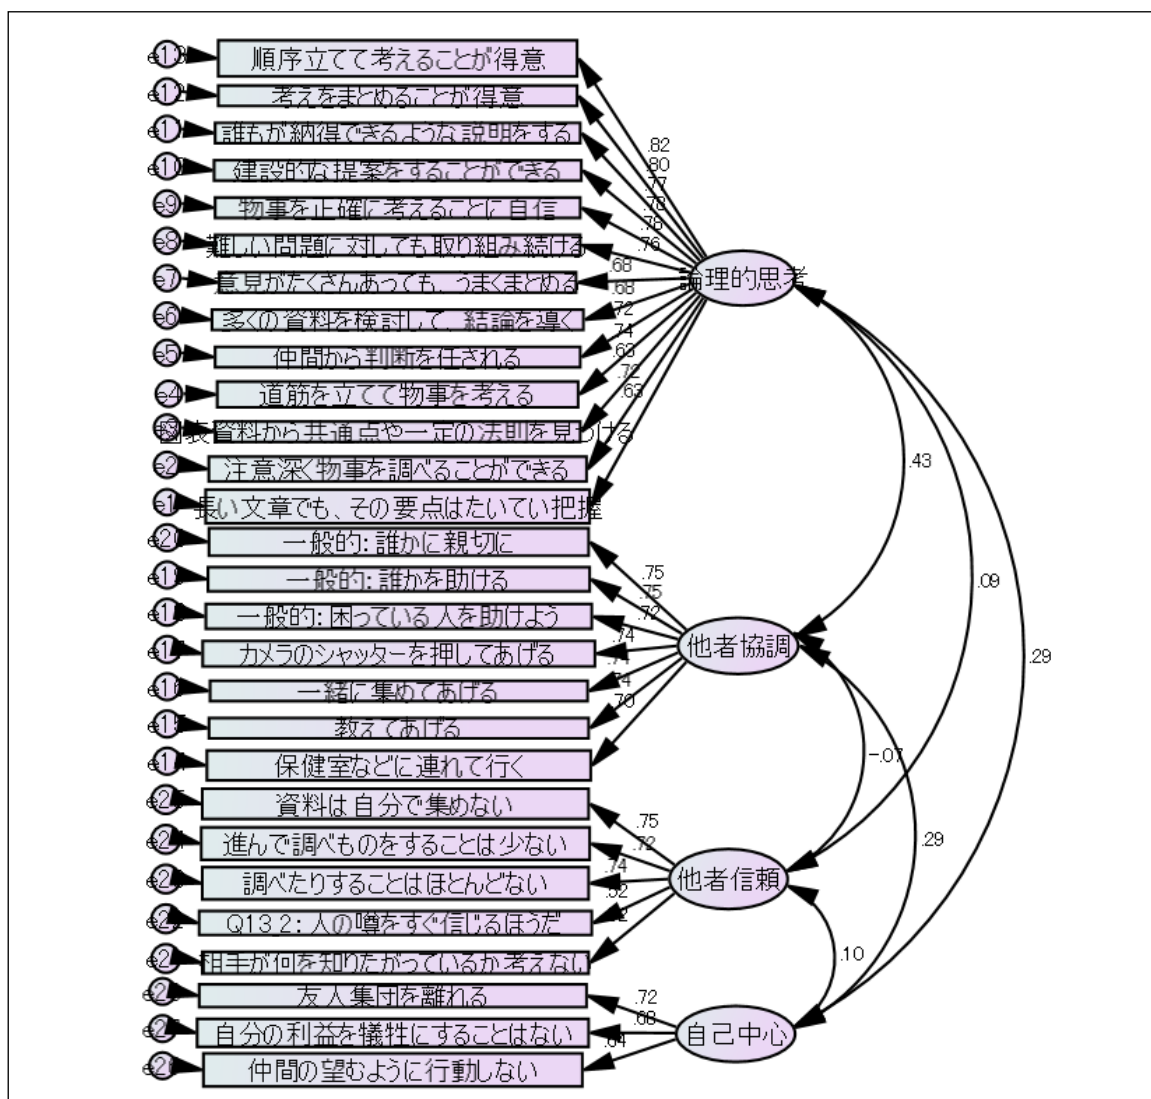 順序立てて考えることが得意
考えをまとめることが得意
誰もが納得できるような説明をする
建設的な提案をすることができる
物事を正確に考えることに自信
難しい問題に対しても取り組み続ける
意見がたくさんあっても、うまくまとめる
多くの資料を検討して、結論を導く
仲間から判断を任される
道筋を立てて物事を考える
図表資料から共通点や一定の法則を見つける
注意深く物事を調べることができる
長い文章でも、その要点はたいてい把握
e13
e12
e11
e10
e9
e8
e7
e6
e5
e4
e2
e1
.82
.80
.77
.78
.78
.76
.68
.68
.72
.74
.63
.72
.63
論理的思考
一般的:誰かに親切に
一般的:誰かを助ける
一般的:困っている人を助けよう
カメラのシャッターを押してあげる
一緒に集めてあげる
教えてあげる
保健室などに連れて行く
.75
.75
.72
.74
.74
.70
他者協調
資料は自分で集めない
進んで調べものをすることは少ない
調べたりすることはほとんどない
Q13_2:人の噂をすぐ信じるほうだ
相手が何を知りたがっているか考えない
.75
.72
.74
他者信頼
友人集団を離れる
自分の利益を犠牲にすることはない
仲間の望むように行動しない
.72
.68
自己中心
.43
.09
.29
-.07
.29
.10